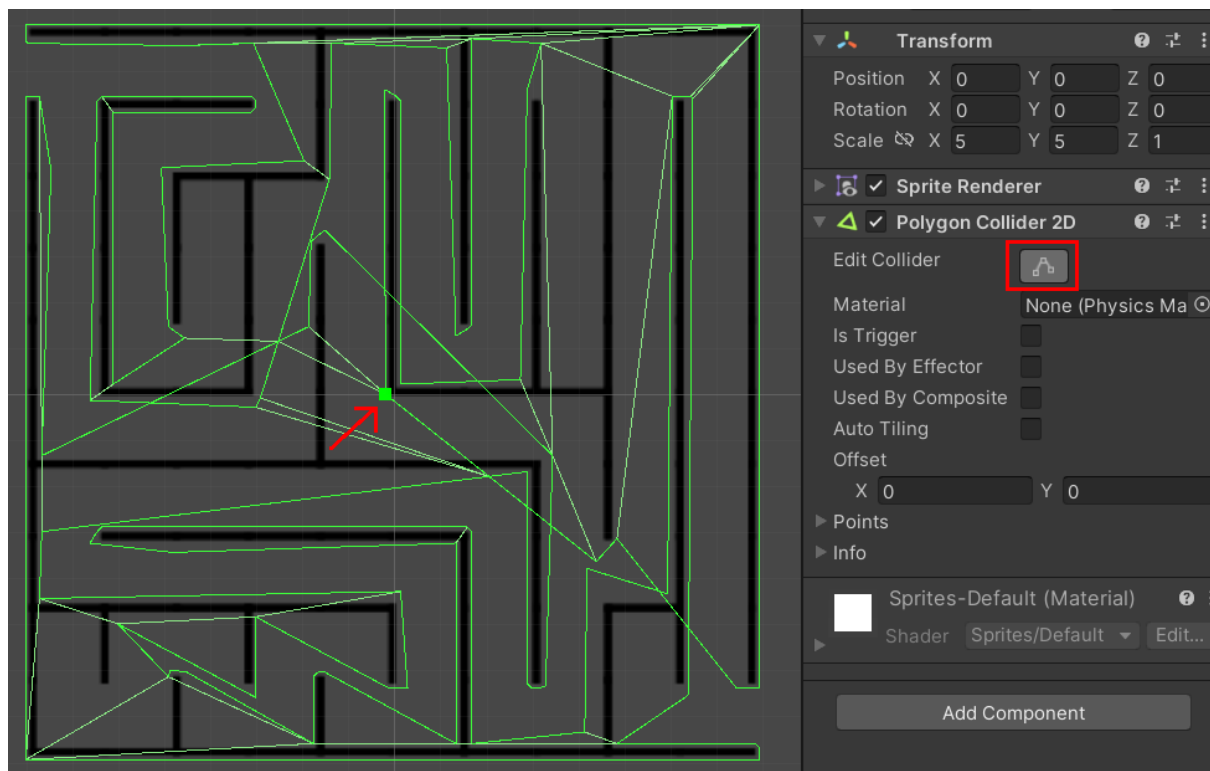 Transform
Position X 0 Y 0 Z 0
Rotation X 0 Y 0 Z 0
Scale X 5 Y 5 Z 1
Sprite Renderer
Polygon Collider 2D
Edit Collider
Material None (Physics Ma
Is Trigger
Used By Effector
Used By Composite
Auto Tiling
Offset
X 0 Y 0
Points
Info
Sprites-Default (Material)
Shader Sprites/Default Edit...
Add Component